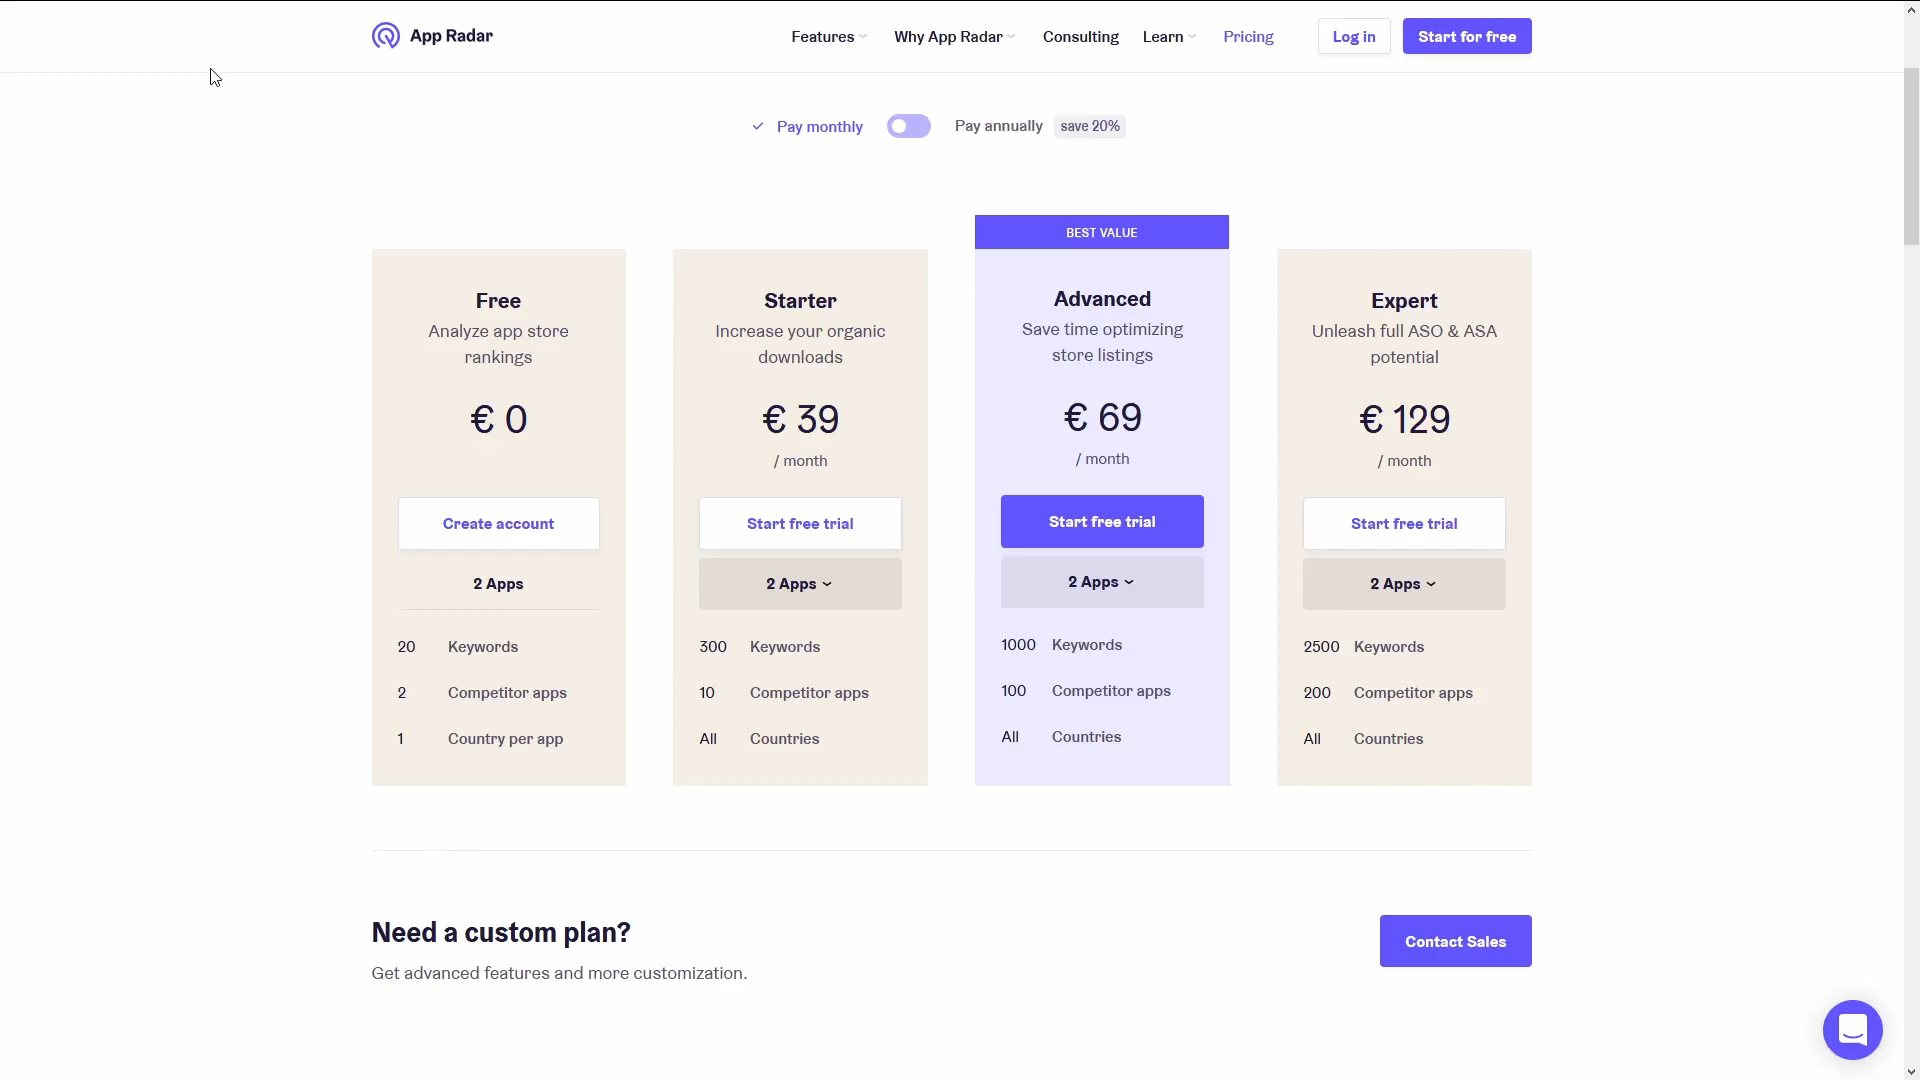 App Radar
Features
Why App Radar
Consulting
Learn
Pricing
Log in
Start for free
Pay monthly
Pay annually
save 20%
Free
Analyze app store
rankings
€ 0
Create account
2 Apps
20 Keywords
2 Competitor apps
1 Country per app
Starter
Increase your organic
downloads
€ 39
/ month
Start free trial
2 Apps
300 Keywords
10 Competitor apps
All Countries
BEST VALUE
Advanced
Save time optimizing
store listings
€ 69
/ month
Start free trial
2 Apps
1000 Keywords
100 Competitor apps
All Countries
Expert
Unleash full ASO & ASA
potential
€ 129
/ month
Start free trial
2 Apps
2500 Keywords
200 Competitor apps
All Countries
Need a custom plan?
Get advanced features and more customization.
Contact Sales